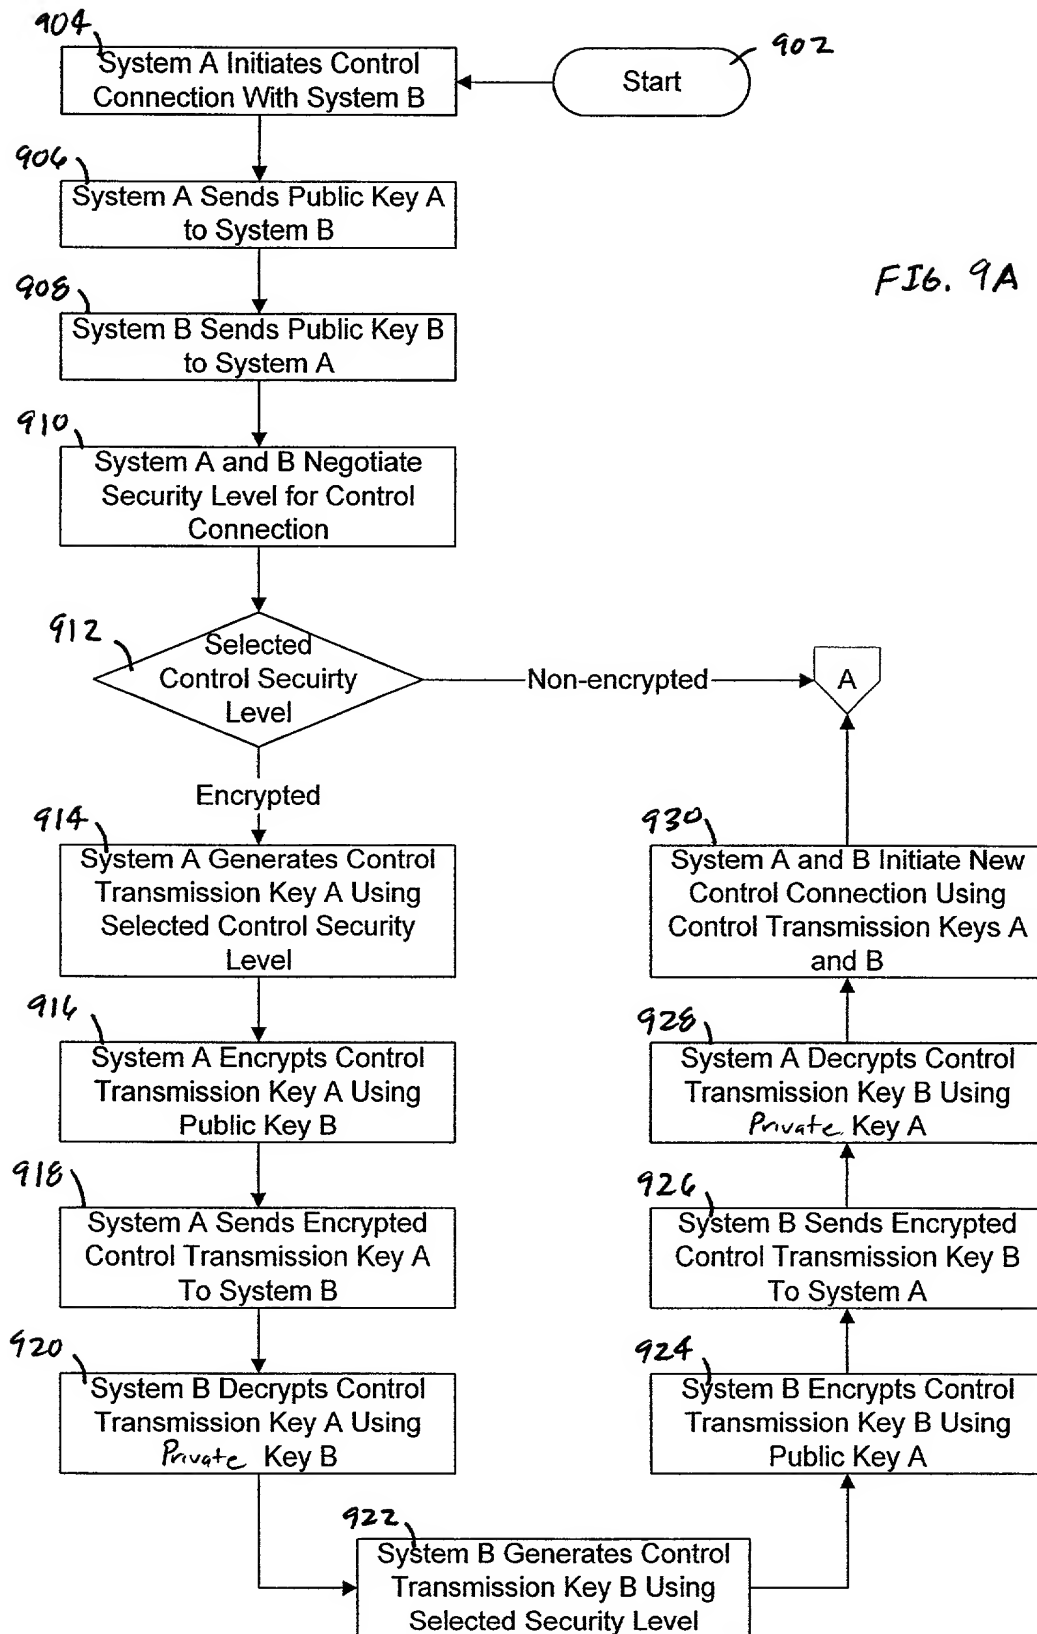 904
System A Initiates Control
Connection With System B
902
Start
906
System A Sends Public Key A
to System B
FIG. 9A
908
System B Sends Public Key B
to System A
910
System A and B Negotiate
Security Level for Control
Connection
912
Selected
Control Secuirty
Level
Non-encrypted
A
Encrypted
914
System A Generates Control
Transmission Key A Using
Selected Control Security
Level
916
System A Encrypts Control
Transmission Key A Using
Public Key B
918
System A Sends Encrypted
Control Transmission Key A
To System B
920
System B Decrypts Control
Transmission Key A Using
Private Key B
922
System B Generates Control
Transmission Key B Using
Selected Security Level
924
System B Encrypts Control
Transmission Key B Using
Public Key A
926
System B Sends Encrypted
Control Transmission Key B
To System A
928
System A Decrypts Control
Transmission Key B Using
Private Key A
930
System A and B Initiate New
Control Connection Using
Control Transmission Keys A
and B